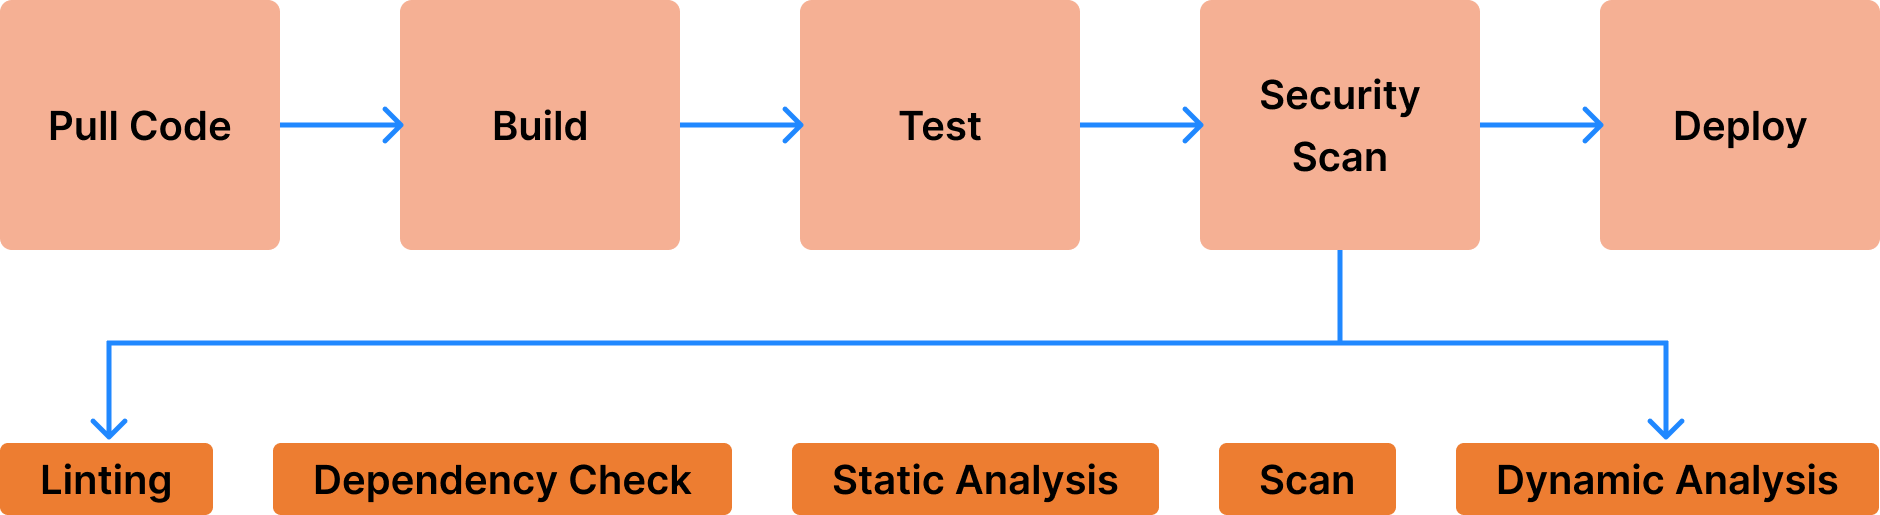 Pull Code
Build
Test
Security
Scan
Deploy
Linting
Dependency Check
Static Analysis
Scan
Dynamic Analysis